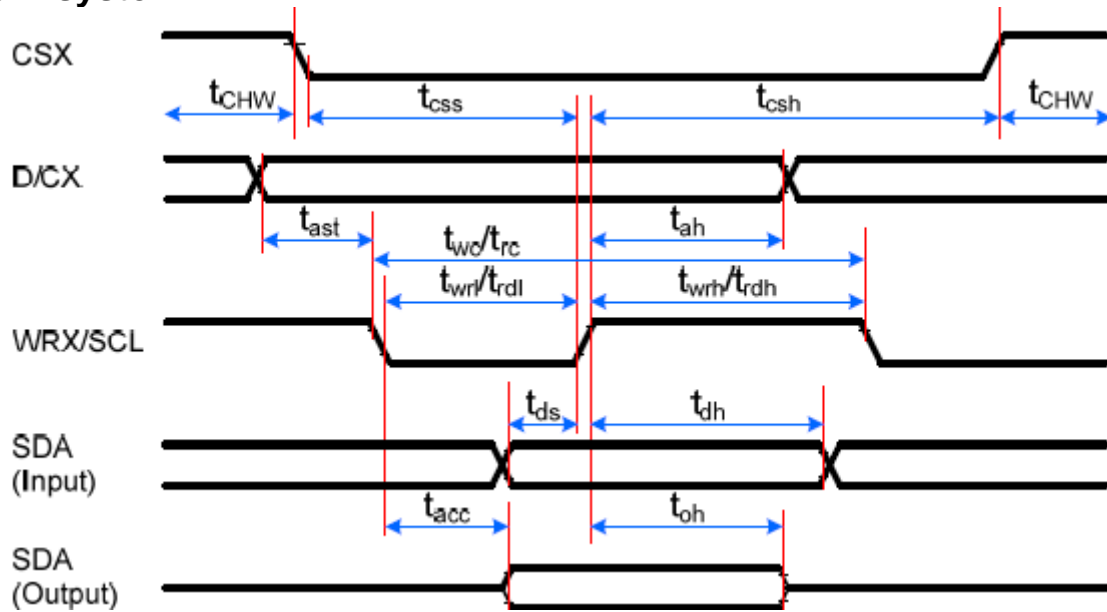 CSX
tCHW
tcss
tcsh
tCHW
D/CX
tast
twc/trc
tah
twrl/trdl
twrh/trdh
WRX/SCL
tds
tdh
SDA
(Input)
tacc
toh
SDA
(Output)